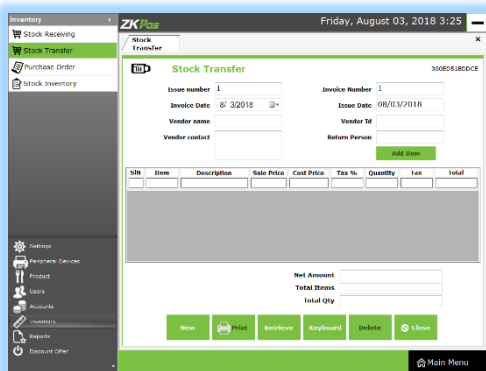 Inventory
Stock Receiving
Stock Transfer
Purchase Order
Stock Inventory
Settings
Peripheral Devices
Product
Users
Accounts
Inventory
Reports
Discount Offer
ZKPos
Friday, August 03, 2018 3:25
Stock
Transfer
×
Stock Transfer
Issue number 1 Invoice Number 1
Invoice Date 8/ 3/2018 Issue Date 08/03/2018
Vendor name Vendor Id
Vendor contact Return Person
Add Item
SIN Item Description Sale Price Cost Price Tax % Quantity Tax Total
Net Amount
Total Items
Total Qty
New Print Retrieve Keyboard Delete Close
Main Menu